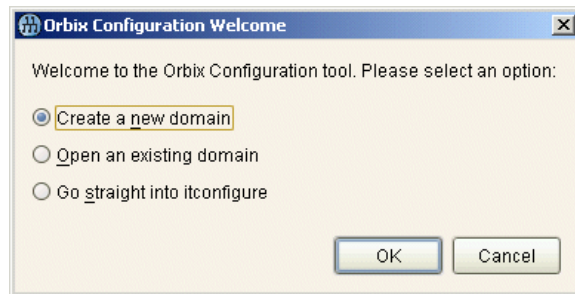 Orbix Configuration Welcome
Welcome to the Orbix Configuration tool. Please select an option:
Create a new domain
Open an existing domain
Go straight into itconfigure
OK Cancel